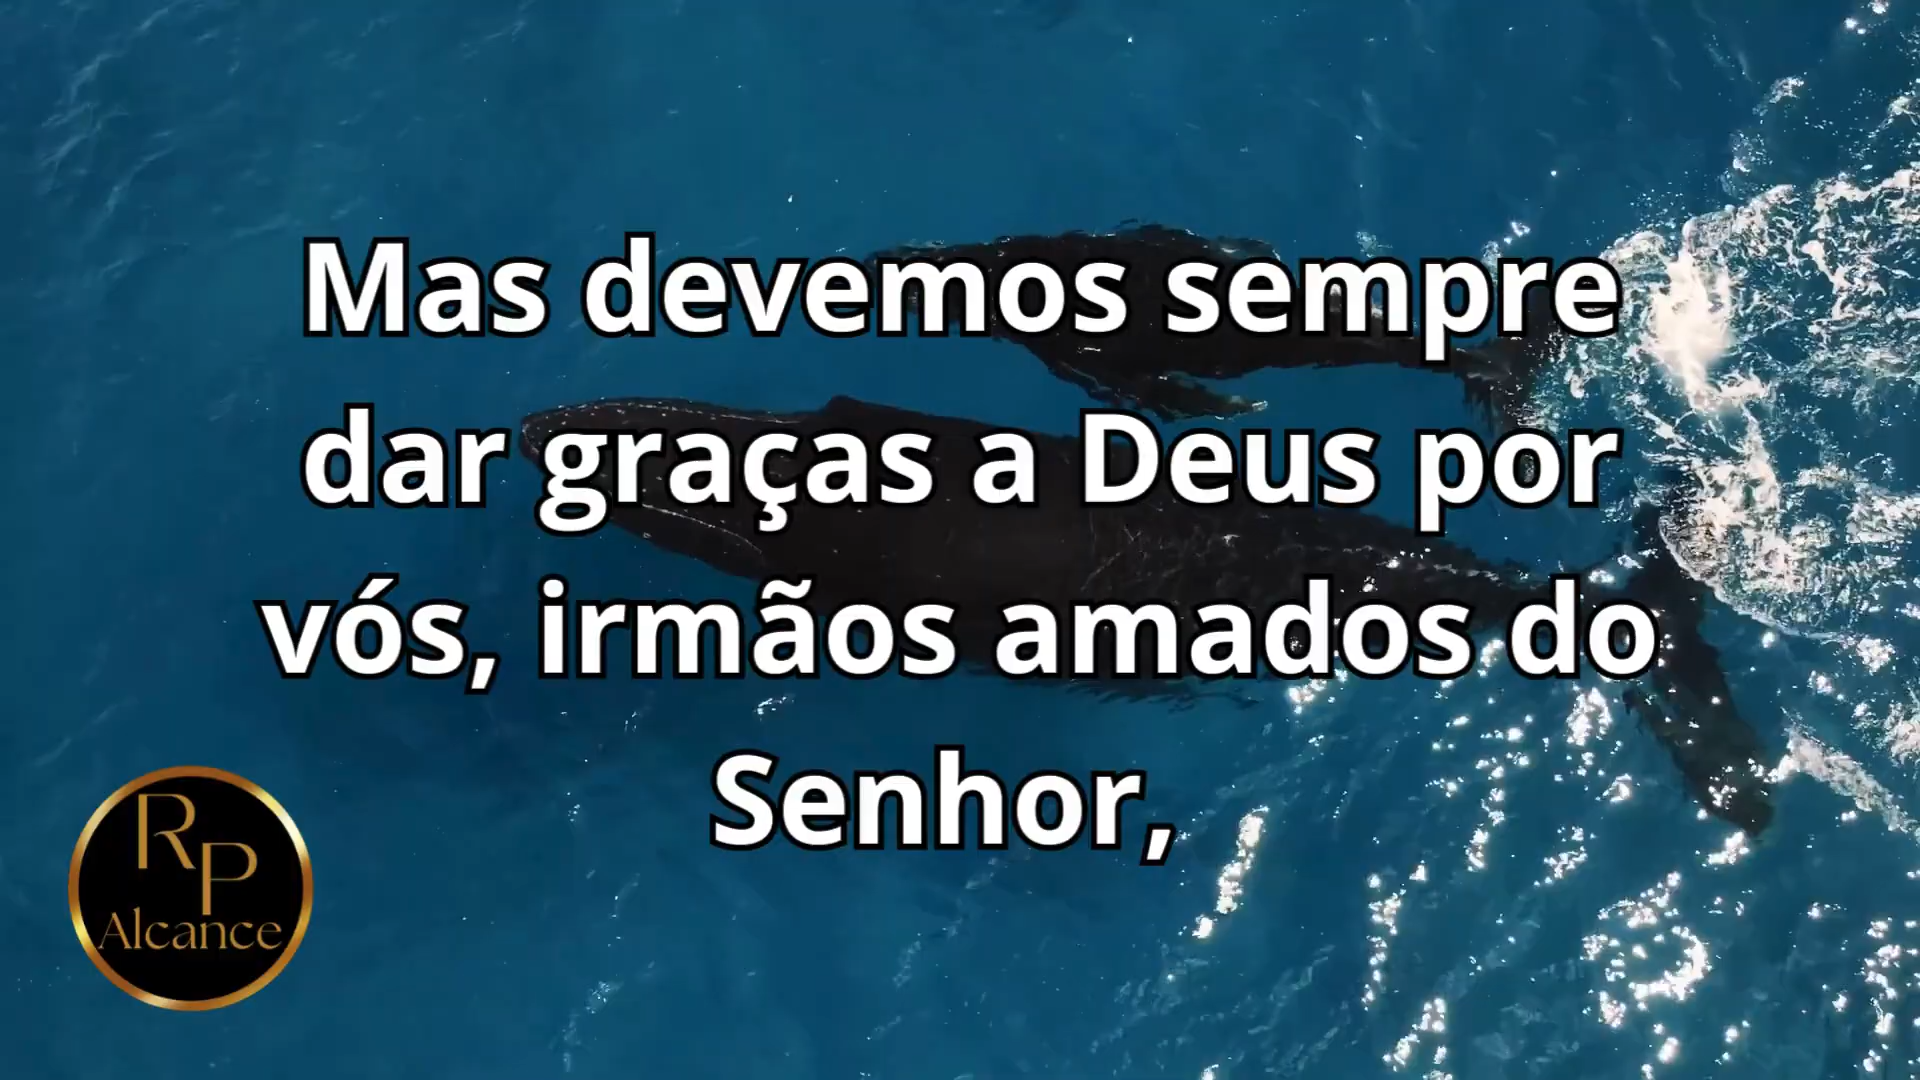 Mas devemos sempre
dar graças a Deus por
vós, irmãos amados do
Senhor,
RP
Alcance